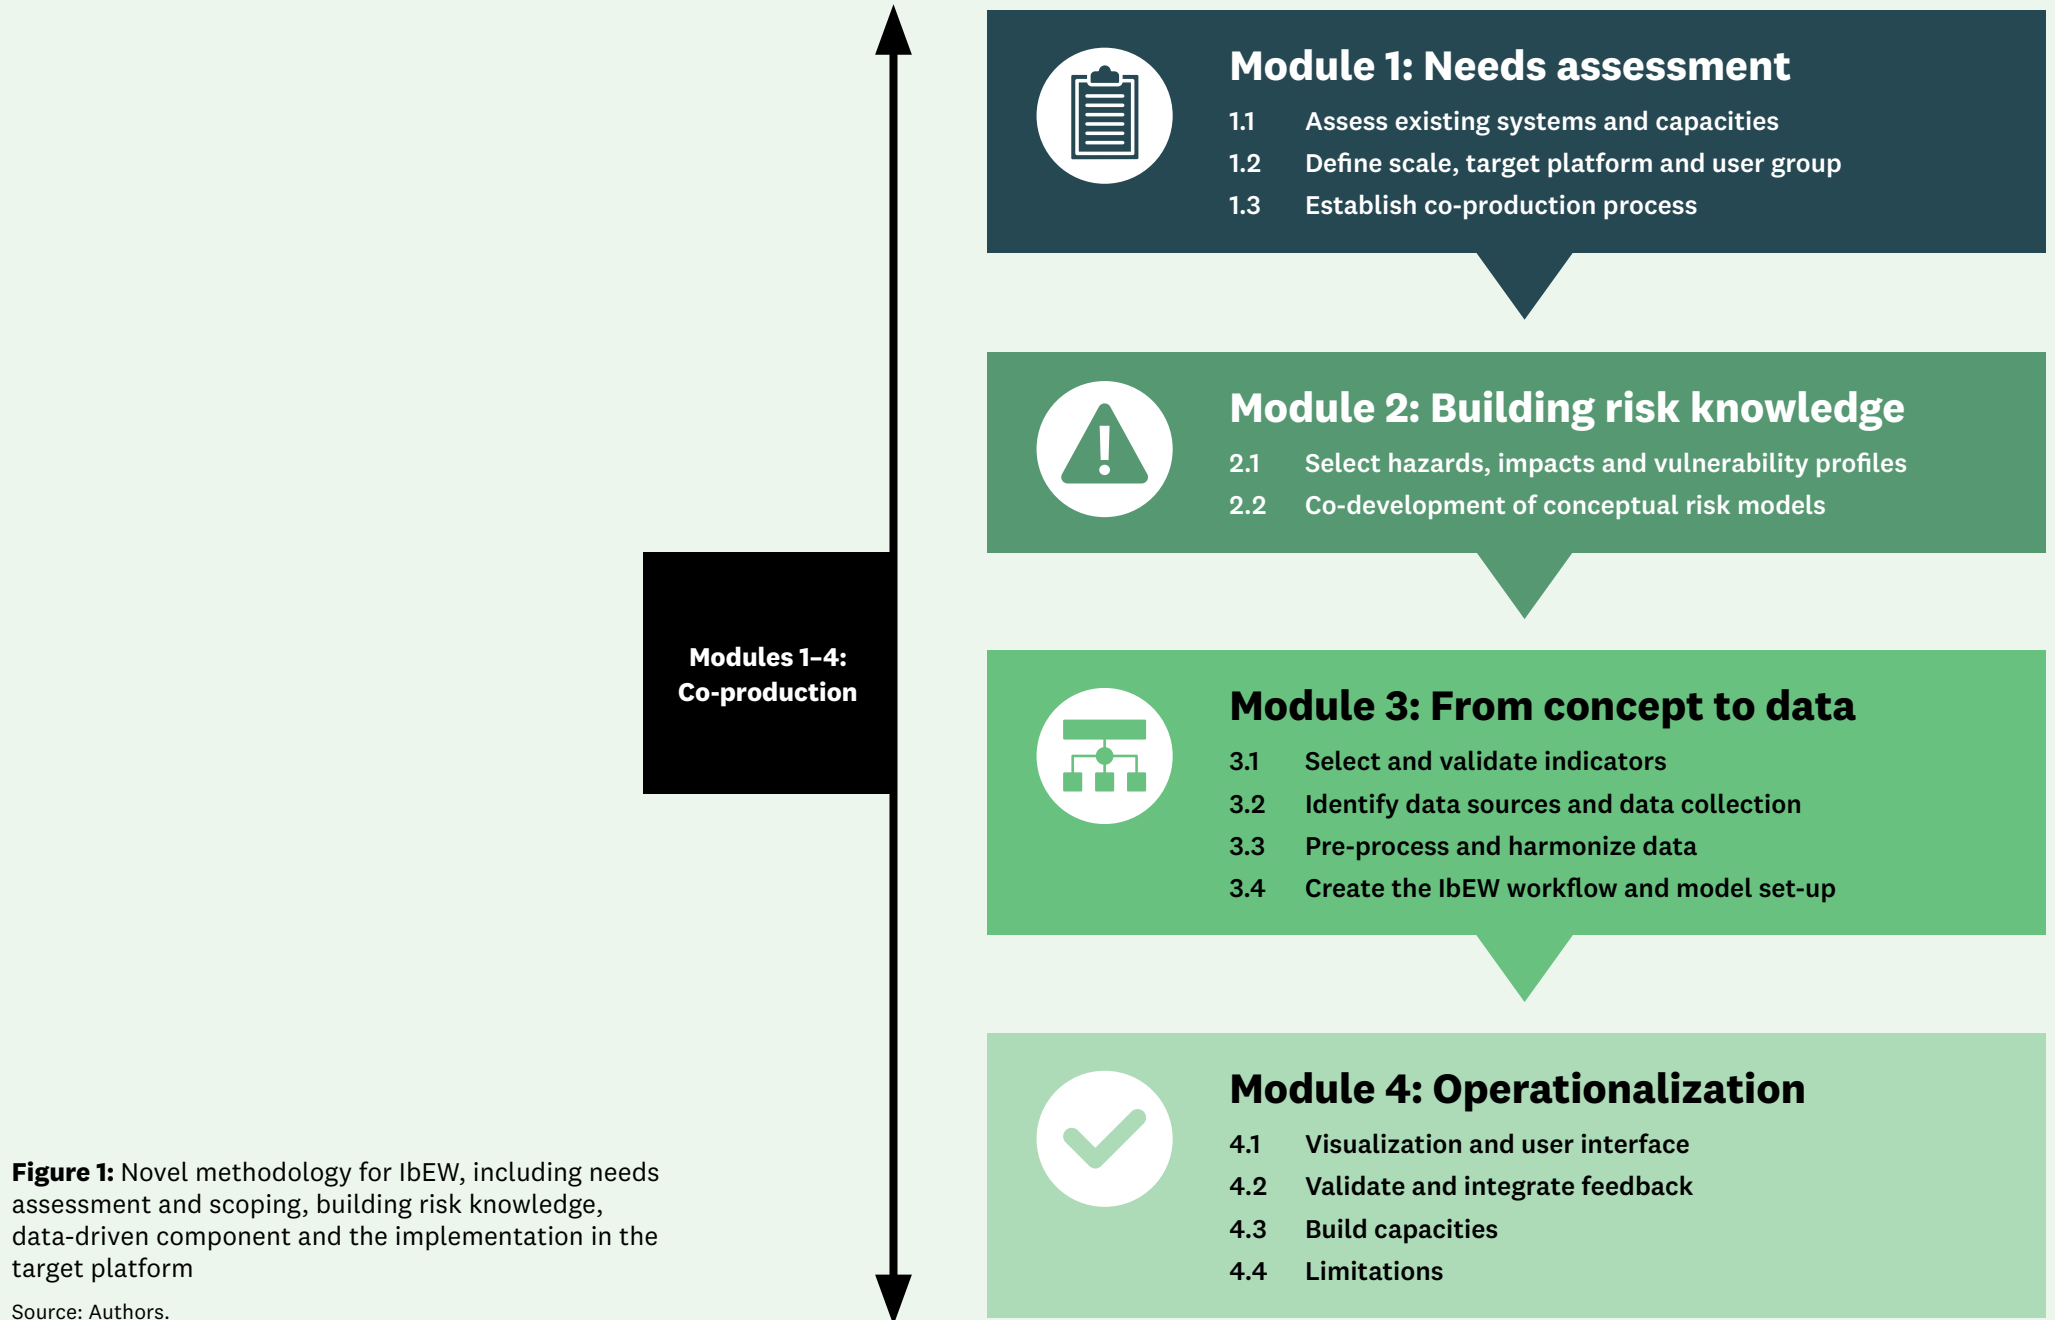 Module 1: Needs assessment
1.1 Assess existing systems and capacities
1.2 Define scale, target platform and user group
1.3 Establish co-production process
Module 2: Building risk knowledge
2.1 Select hazards, impacts and vulnerability profiles
2.2 Co-development of conceptual risk models
Modules 1–4:
Co-production
Module 3: From concept to data
3.1 Select and validate indicators
3.2 Identify data sources and data collection
3.3 Pre-process and harmonize data
3.4 Create the IbEW workflow and model set-up
Module 4: Operationalization
4.1 Visualization and user interface
4.2 Validate and integrate feedback
4.3 Build capacities
4.4 Limitations
Figure 1: Novel methodology for IbEW, including needs
assessment and scoping, building risk knowledge,
data-driven component and the implementation in the
target platform
Source: Authors.